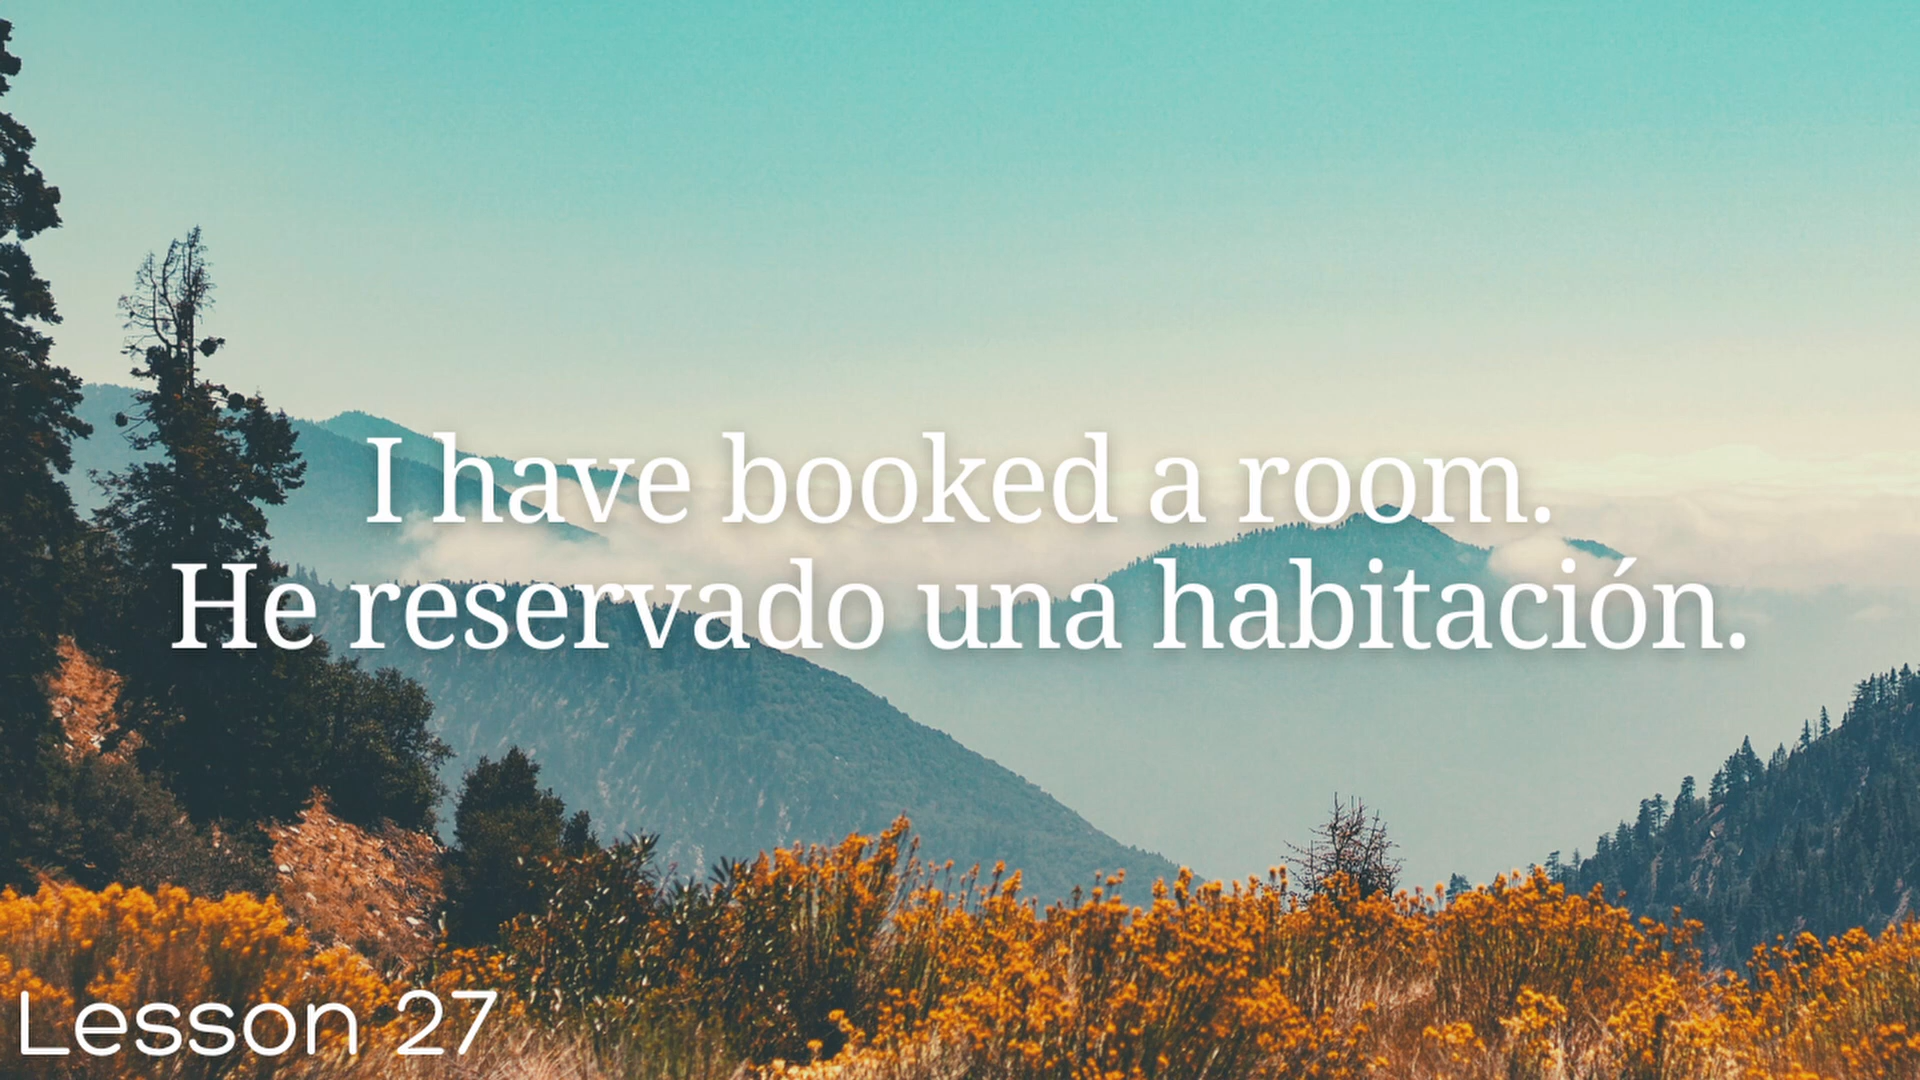 I have booked a room.
He reservado una habitación.
Lesson 27